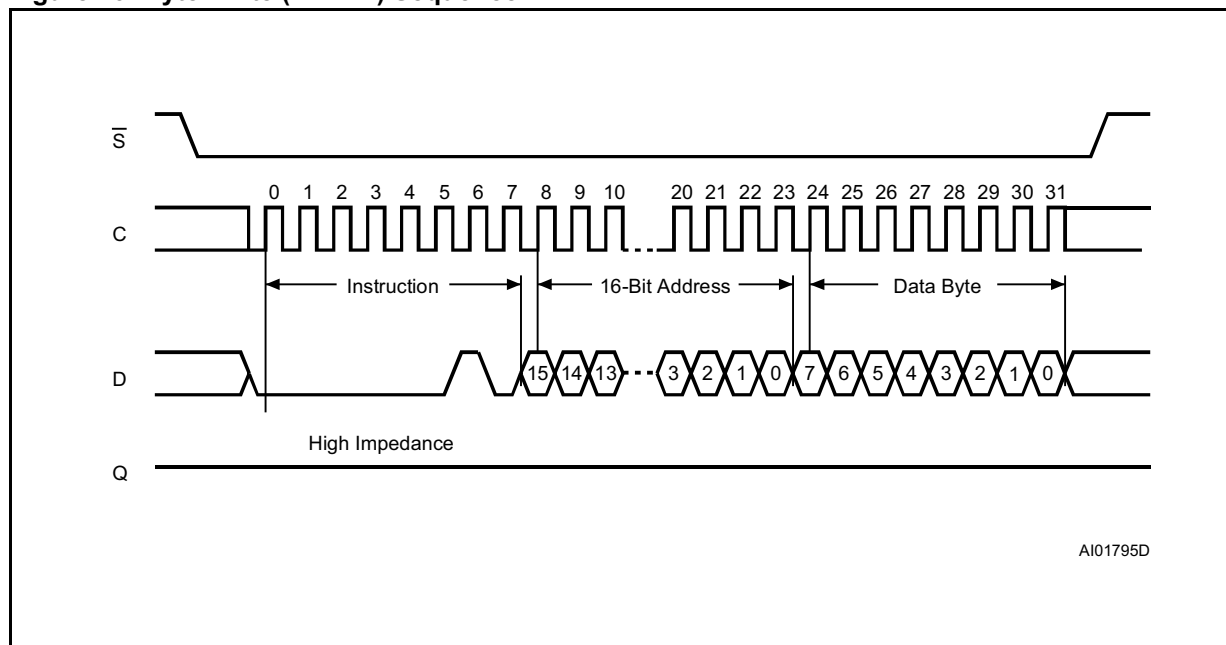 S
0 1 2 3 4 5 6 7 8 9 10 20 21 22 23 24 25 26 27 28 29 30 31
C
Instruction 16-Bit Address Data Byte
D
15 14 13 3 2 1 0 7 6 5 4 3 2 1 0
High Impedance
Q
AI01795D